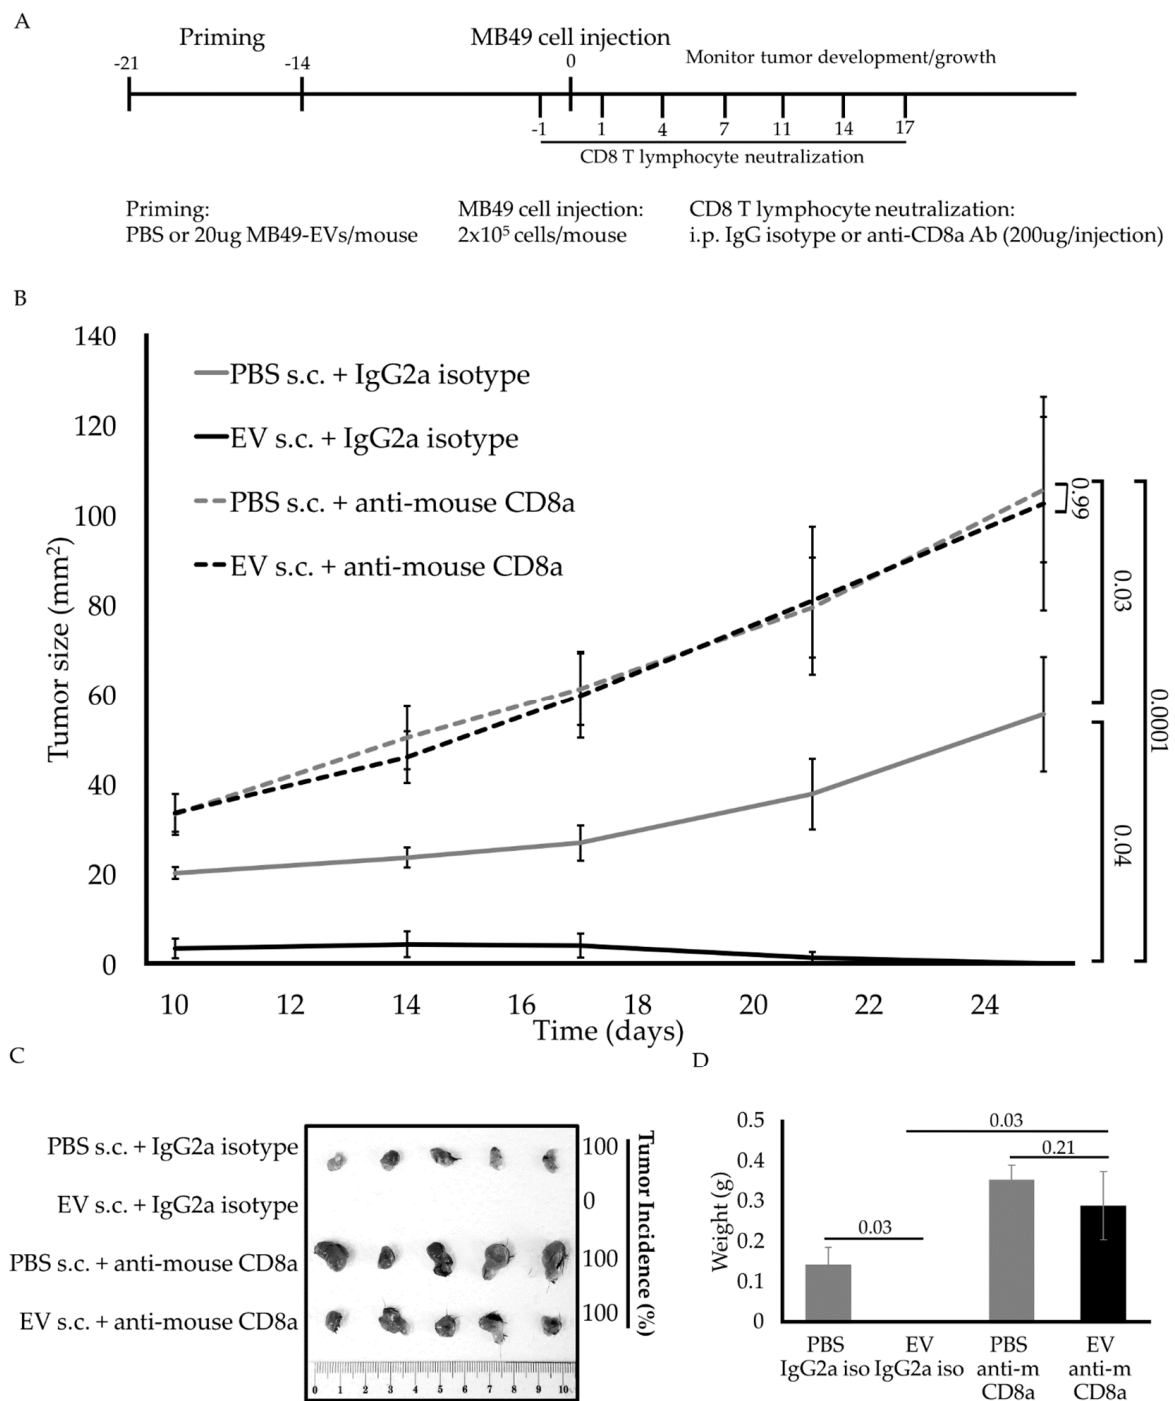 A
Priming
MB49 cell injection
Monitor tumor development/growth
-21
-14
0
-1
1
4
7
11
14
17
CD8 T lymphocyte neutralization
Priming:
PBS or 20ug MB49-EVs/mouse
MB49 cell injection:
2x10⁵ cells/mouse
CD8 T lymphocyte neutralization:
i.p. IgG isotype or anti-CD8a Ab (200ug/injection)
B
140
120
100
80
60
40
20
0
Tumor size (mm²)
PBS s.c. + IgG2a isotype
EV s.c. + IgG2a isotype
PBS s.c. + anti-mouse CD8a
EV s.c. + anti-mouse CD8a
0.99
0.03
0.04
0.0001
10
12
14
16
18
20
22
24
Time (days)
C
PBS s.c. + IgG2a isotype
EV s.c. + IgG2a isotype
PBS s.c. + anti-mouse CD8a
EV s.c. + anti-mouse CD8a
100
0
100
100
Tumor Incidence (%)
0 1 2 3 4 5 6 7 8 9 10
D
0.5
0.4
0.3
0.2
0.1
0
Weight (g)
0.03
0.03
0.21
PBS
IgG2a iso
EV
IgG2a iso
PBS
anti-m
CD8a
EV
anti-m
CD8a